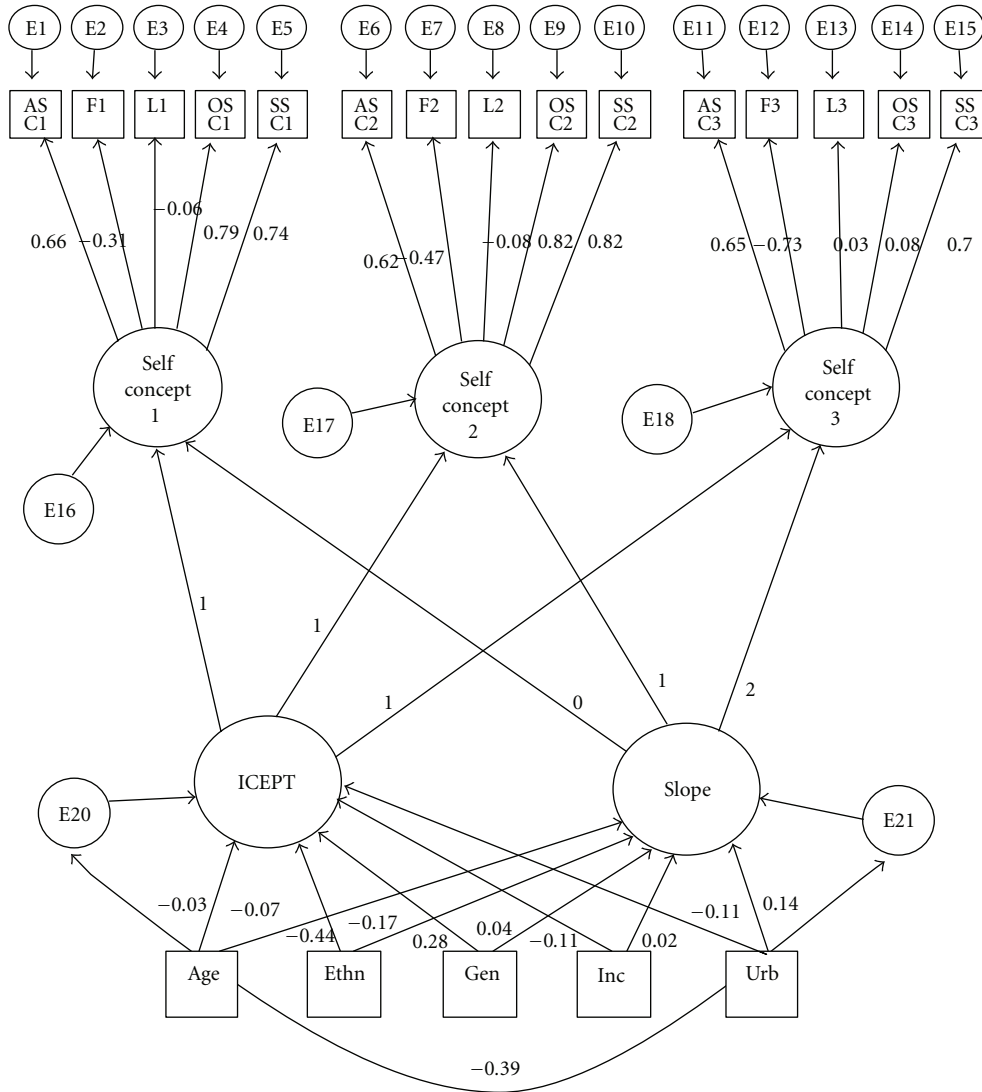 E1 E2 E3 E4 E5 E6 E7 E8 E9 E10 E11 E12 E13 E14 E15
AS C1
F1
L1
OS C1
SS C1
AS C2
F2
L2
OS C2
SS C2
AS C3
F3
L3
OS C3
SS C3
0.66 −0.31 −0.06 0.79 0.74
0.62 −0.47 −0.08 0.82 0.82
0.65 −0.73 0.03 0.08 0.7
Self
concept
1
Self
concept
2
Self
concept
3
E16
E17
E18
1
1
1
0
1
2
ICEPT
Slope
E20
E21
−0.03 −0.07 −0.44 −0.17 0.28 0.04 −0.11 0.02 −0.11 0.14
Age Ethn Gen Inc Urb
−0.39